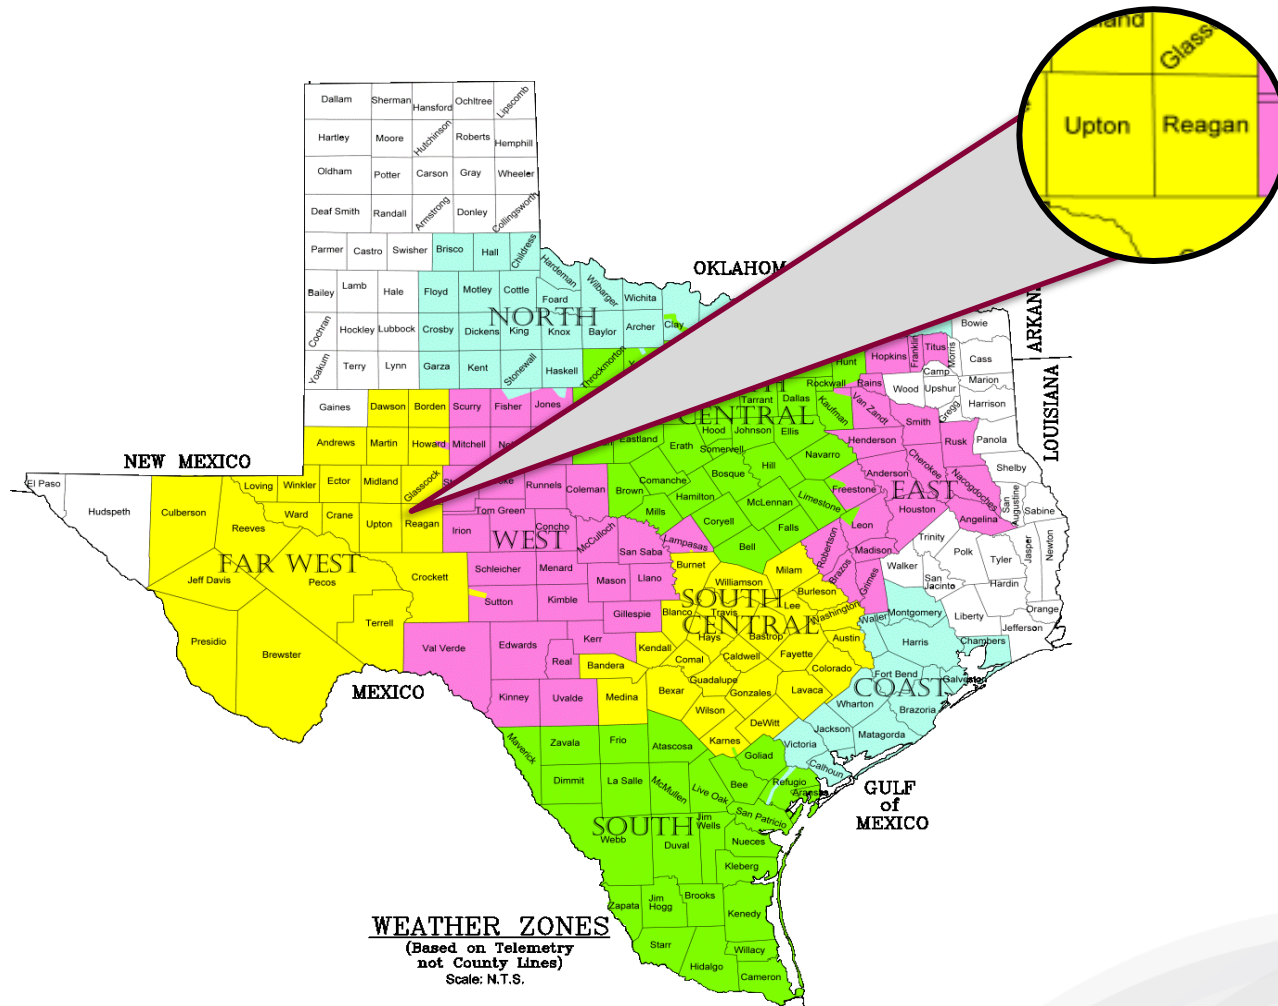 land
Glass
Upton
Reagan
Dallam
Sherman
Hansford
Ochltree
Lipscomb
Hartley
Moore
Hutchinson
Roberts
Hemphill
Oldham
Potter
Carson
Gray
Wheeler
Deaf Smith
Randall
Armstrong
Donley
Collingsworth
Parmer
Castro
Swisher
Brisco
Hall
Childress
Hardeman
OKLAHOM
Bailey
Lamb
Hale
Floyd
Motley
Cottle
Foard
Wilbarger
Wichita
NORTH
Cochran
Hockley
Lubbock
Crosby
Dickens
King
Knox
Baylor
Archer
Clay
Bowie
ARKAN
Yoakum
Terry
Lynn
Garza
Kent
Stonewall
Haskell
Throckmorton
Hunt
Hopkins
Franklin
Titus
Morris
Cass
Camp
Marion
Gaines
Dawson
Borden
Scurry
Fisher
Jones
Tarrant
Dallas
Rockwall
Rains
Wood
Upshur
Gregg
Harrison
LOUISIANA
CENTRAL
Kaufman
Van Zandt
Smith
Andrews
Martin
Howard
Mitchell
Eastland
Erath
Hood
Johnson
Somervell
Ellis
Navarro
Henderson
Rusk
Panola
NEW MEXICO
El Paso
Hudspeth
Culberson
Loving
Winkler
Ector
Midland
Glasscock
Runnels
Coleman
Brown
Comanche
Hamilton
Bosque
Hill
McLennan
Limestone
Freestone
Anderson
Cherokee
Nacogdoches
Shelby
San Augustine
Sabine
EAST
Reeves
Ward
Crane
Upton
Reagan
Irion
Tom Green
Concho
WEST
McCulloch
Mills
Lampasas
Coryell
Bell
Falls
Robertson
Leon
Houston
Angelina
FAR WEST
Jeff Davis
Pecos
Crockett
Schleicher
Menard
San Saba
Mason
Llano
Burnet
Milam
Brazos
Madison
Grimes
Walker
Trinity
Polk
San Jacinto
Tyler
Jasper
Newton
Hardin
Presidio
Brewster
Terrell
Sutton
Kimble
Gillespie
Blanco
Williamson
Travis
SOUTH
CENTRAL
Lee
Burleson
Washington
Waller
Montgomery
Liberty
Orange
Jefferson
Val Verde
Edwards
Kerr
Real
Bandera
Kendall
Hays
Comal
Caldwell
Bastrop
Fayette
Austin
Colorado
Harris
Chambers
Fort Bend
Galveston
COAST
MEXICO
Kinney
Uvalde
Medina
Bexar
Guadalupe
Gonzales
Lavaca
Wharton
Brazoria
Wilson
DeWitt
Jackson
Matagorda
Maverick
Zavala
Frio
Atascosa
Karnes
Goliad
Victoria
Calhoun
Dimmit
La Salle
McMullen
Live Oak
Bee
Refugio
Aransas
GULF
of
MEXICO
SOUTH
Webb
Duval
Jim Wells
San Patricio
Nueces
Kleberg
Zapata
Jim Hogg
Brooks
Kenedy
Starr
Hidalgo
Willacy
Cameron
WEATHER ZONES
(Based on Telemetry
not County Lines)
Scale: N.T.S.